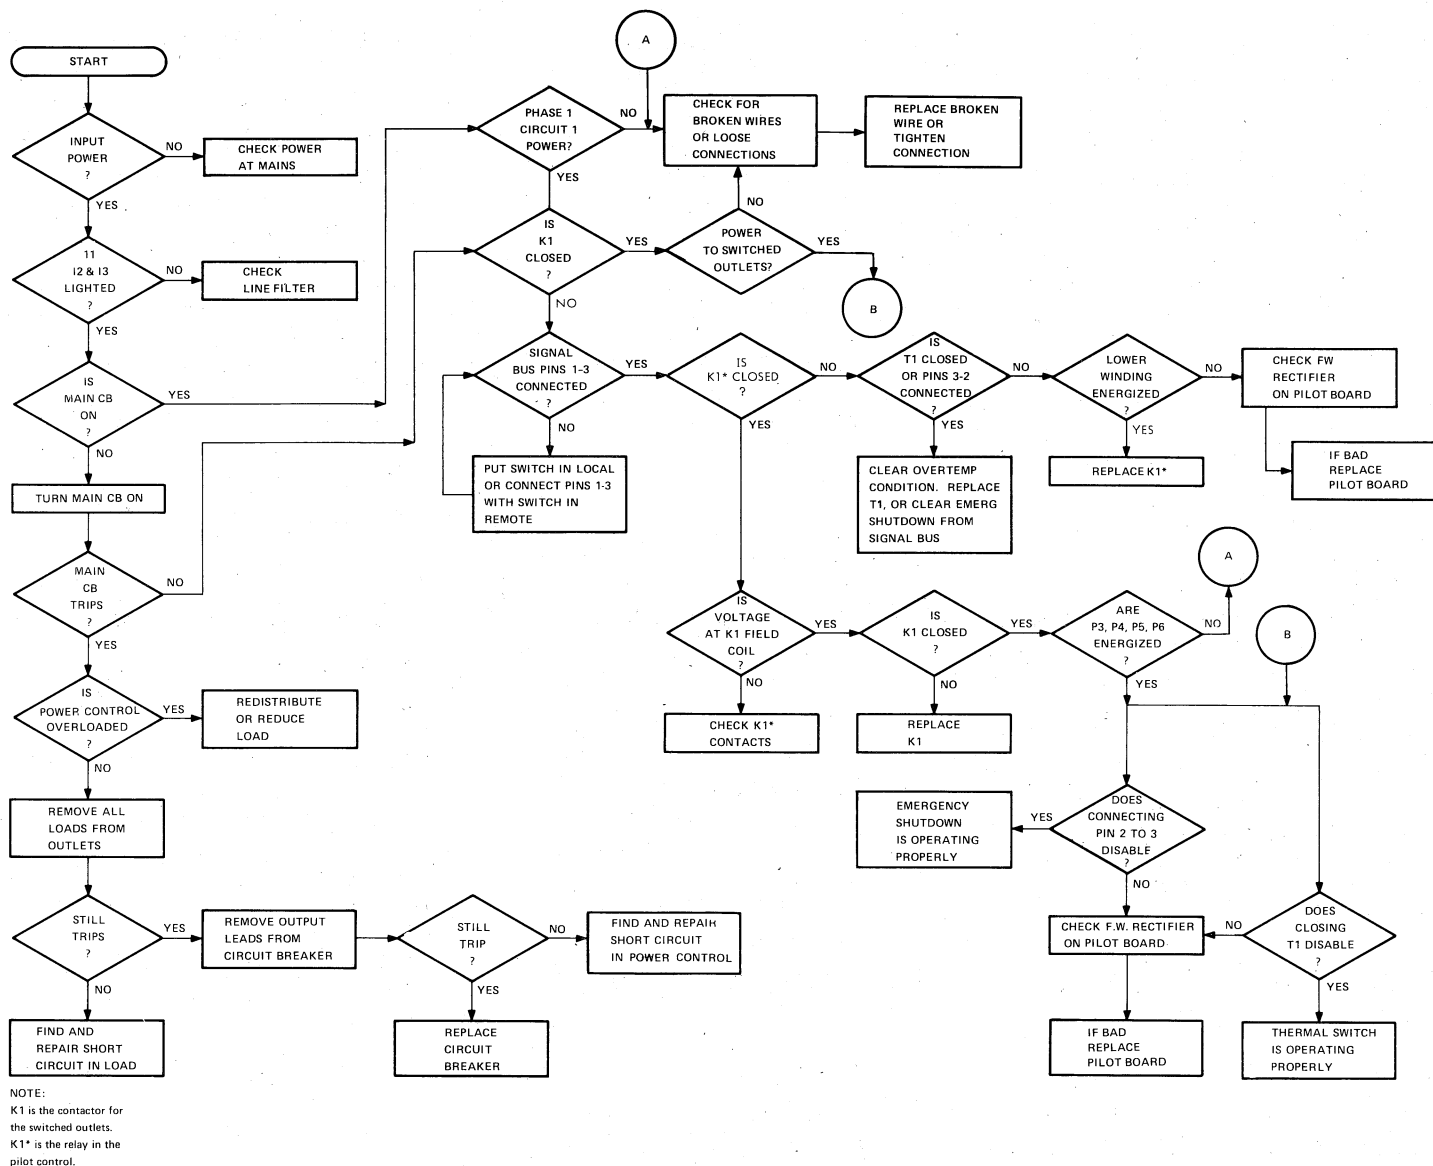 START
INPUT
POWER
?
NO
CHECK POWER
AT MAINS
YES
11
I2 & I3
LIGHTED
?
NO
CHECK
LINE FILTER
YES
IS
MAIN CB
ON
?
YES
NO
TURN MAIN CB ON
MAIN
CB
TRIPS
?
NO
YES
IS
POWER CONTROL
OVERLOADED
?
YES
REDISTRIBUTE
OR REDUCE
LOAD
NO
REMOVE ALL
LOADS FROM
OUTLETS
STILL
TRIPS
?
YES
REMOVE OUTPUT
LEADS FROM
CIRCUIT BREAKER
STILL
TRIP
?
NO
FIND AND REPAIR
SHORT CIRCUIT
IN POWER CONTROL
YES
REPLACE
CIRCUIT
BREAKER
NO
FIND AND
REPAIR SHORT
CIRCUIT IN LOAD
A
PHASE 1
CIRCUIT 1
POWER?
NO
CHECK FOR
BROKEN WIRES
OR LOOSE
CONNECTIONS
REPLACE BROKEN
WIRE OR
TIGHTEN
CONNECTION
YES
IS
K1
CLOSED
?
YES
POWER
TO SWITCHED
OUTLETS?
NO
YES
B
NO
SIGNAL
BUS PINS 1-3
CONNECTED
?
YES
NO
PUT SWITCH IN LOCAL
OR CONNECT PINS 1-3
WITH SWITCH IN
REMOTE
IS
K1* CLOSED
?
NO
YES
IS
T1 CLOSED
OR PINS 3-2
CONNECTED
?
NO
YES
CLEAR OVERTEMP
CONDITION. REPLACE
T1, OR CLEAR EMERG
SHUTDOWN FROM
SIGNAL BUS
LOWER
WINDING
ENERGIZED
?
NO
YES
REPLACE K1*
CHECK FW
RECTIFIER
ON PILOT BOARD
IF BAD
REPLACE
PILOT BOARD
IS
VOLTAGE
AT K1 FIELD
COIL
?
YES
NO
CHECK K1*
CONTACTS
IS
K1 CLOSED
?
YES
NO
REPLACE
K1
ARE
P3, P4, P5, P6
ENERGIZED
?
NO
A
YES
B
DOES
CONNECTING
PIN 2 TO 3
DISABLE
?
YES
EMERGENCY
SHUTDOWN
IS OPERATING
PROPERLY
NO
CHECK F.W. RECTIFIER
ON PILOT BOARD
IF BAD
REPLACE
PILOT BOARD
DOES
CLOSING
T1 DISABLE
?
NO
YES
THERMAL SWITCH
IS OPERATING
PROPERLY
NOTE:
K1 is the contactor for
the switched outlets.
K1* is the relay in the
pilot control.